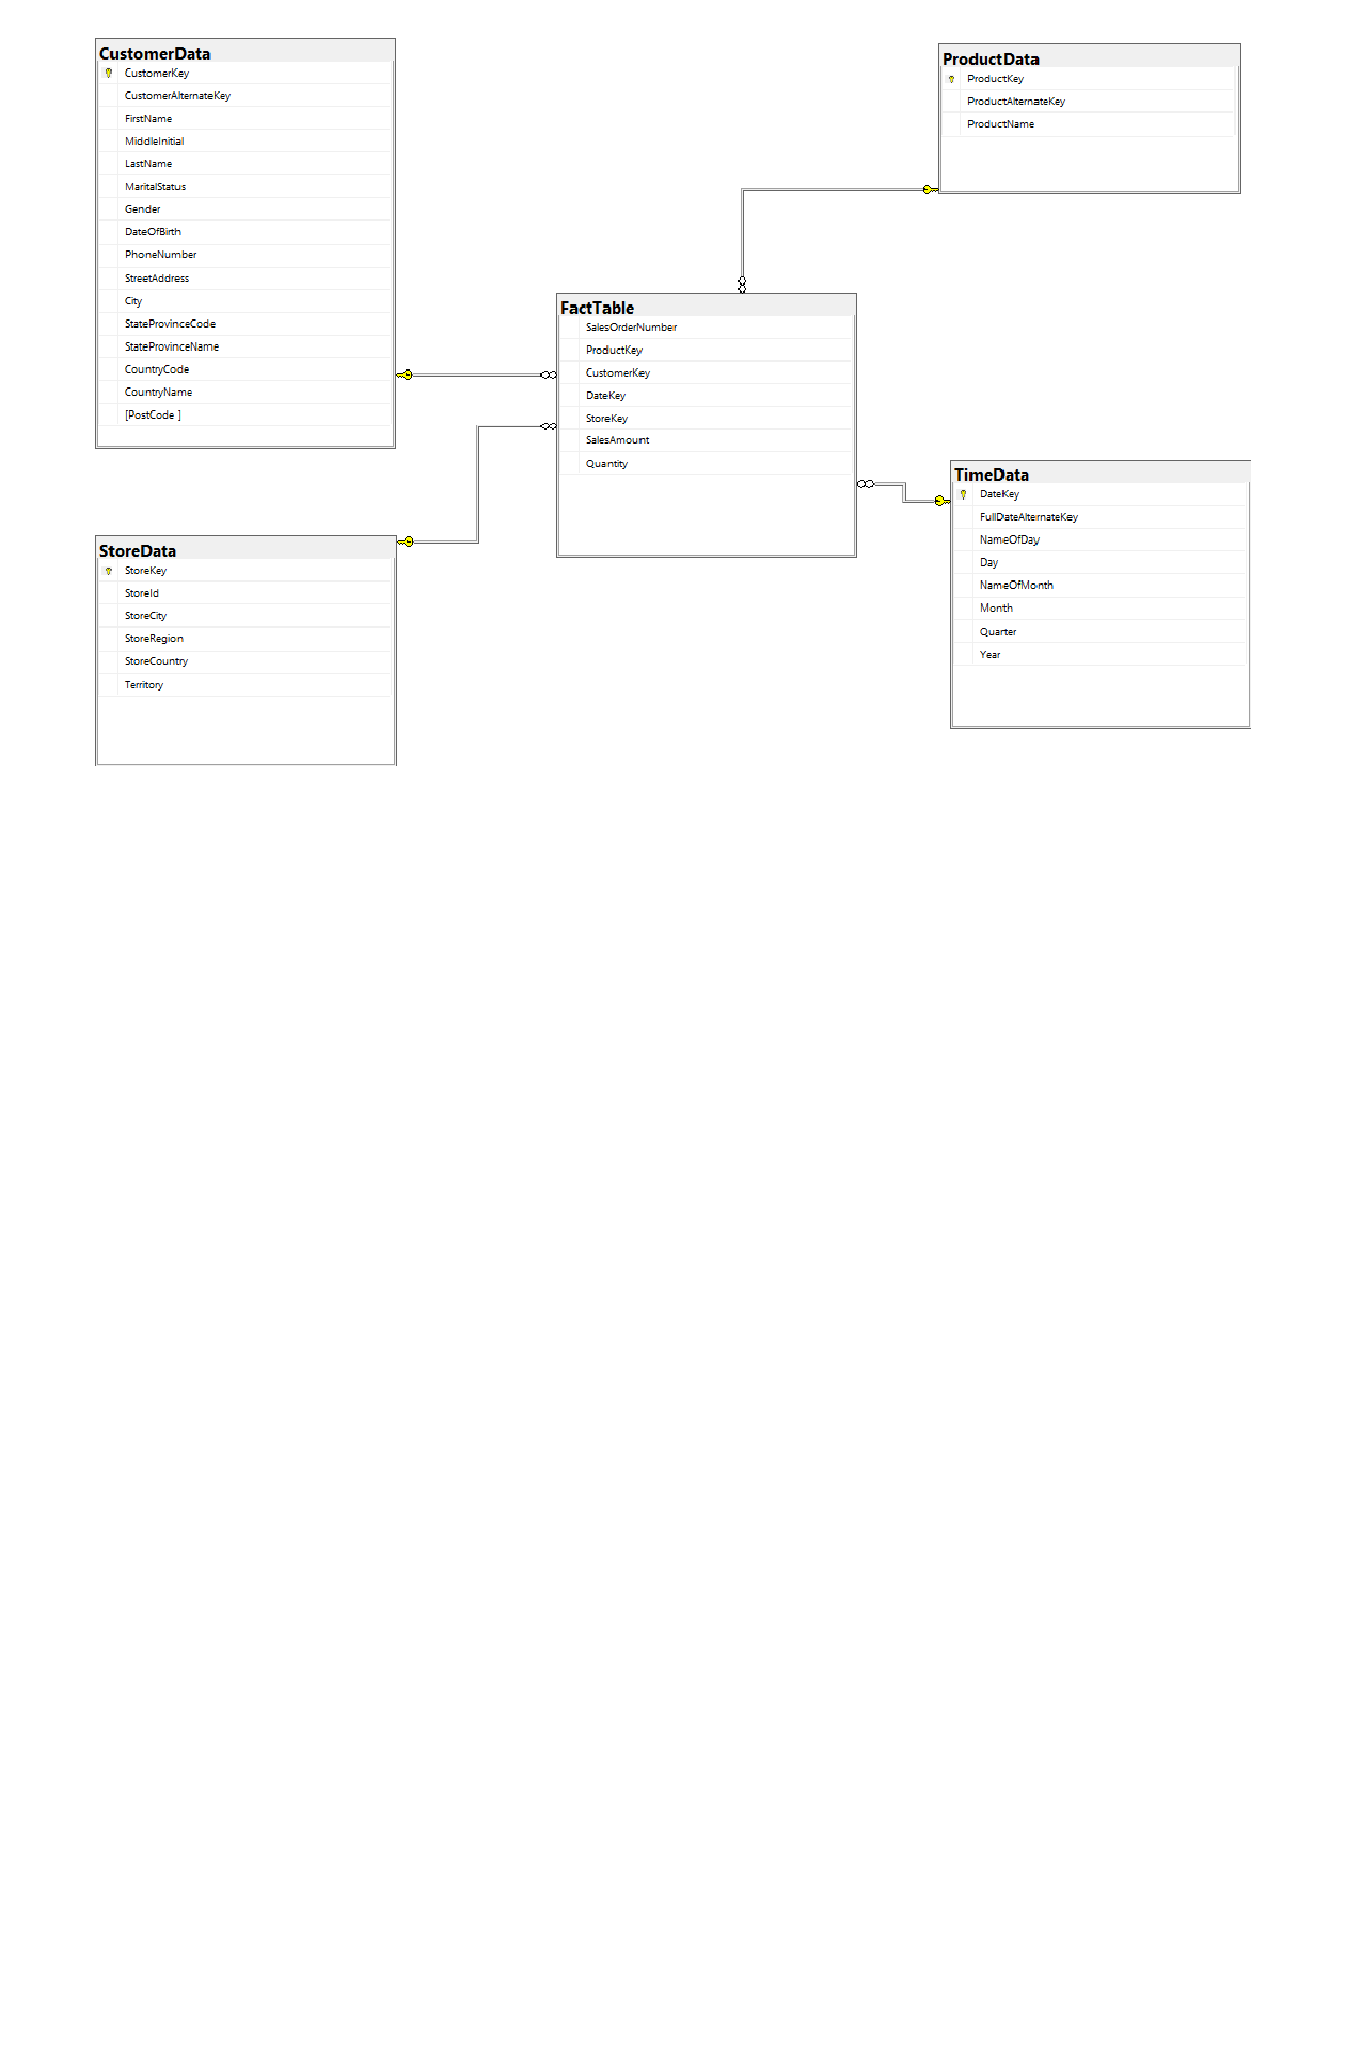 CustomerData
CustomerKey
CustomerAlternateKey
FirstName
MiddleInitial
LastName
MaritalStatus
Gender
DateOfBirth
PhoneNumber
StreetAddress
City
StateProvinceCode
StateProvinceName
CountryCode
CountryName
[PostCode ]
ProductData
ProductKey
ProductAlternateKey
ProductName
FactTable
SalesOrderNumber
ProductKey
CustomerKey
DateKey
StoreKey
SalesAmount
Quantity
StoreData
StoreKey
StoreId
StoreCity
StoreRegion
StoreCountry
Territory
TimeData
DateKey
FullDateAlternateKey
NameOfDay
Day
NameOfMonth
Month
Quarter
Year